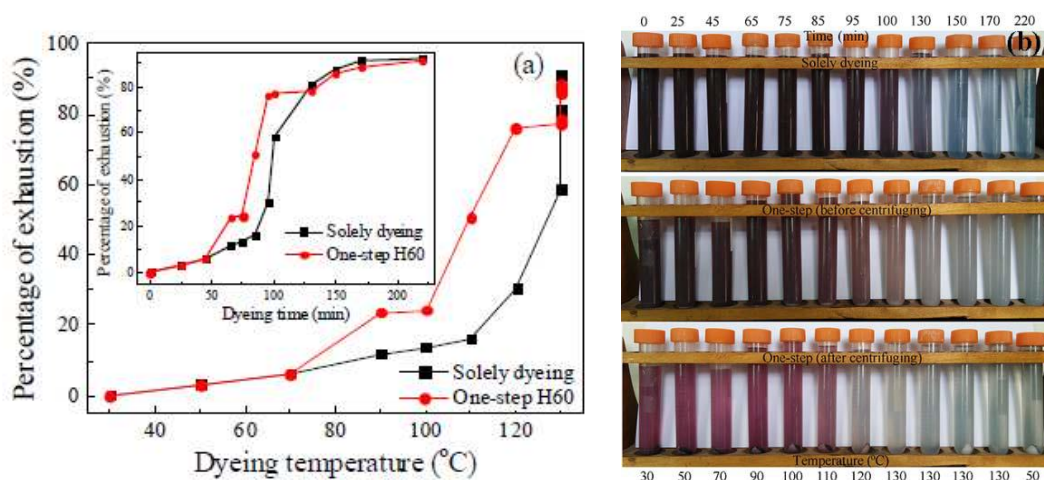 100
80
60
40
20
0
40
60
80
100
120
Percentage of exhaustion (%)
Dyeing temperature (°C)
(a)
Solely dyeing
One-step H60
80
60
40
20
0
0
50
100
150
200
Percentage of exhaustion (%)
Dyeing time (min)
Solely dyeing
One-step H60
0 25 45 65 75 85 95 100 130 150 170 220
Time (min)
(b)
Solely dyeing
One-step (before centrifuging)
One-step (after centrifuging)
Temperature (°C)
30 50 70 90 100 110 120 130 130 130 130 50